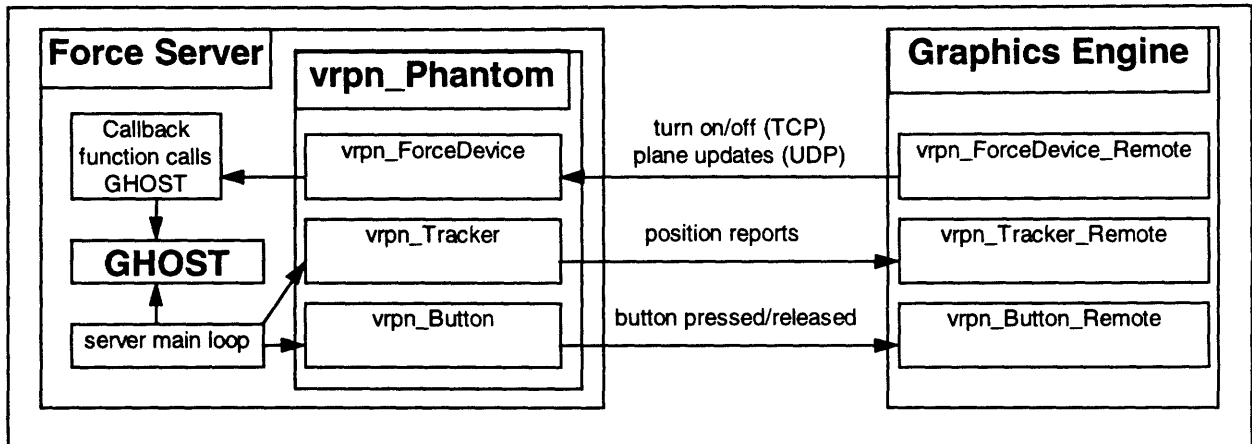 Force Server
vrpn_Phantom
Graphics Engine
Callback
function calls
GHOST
vrpn_ForceDevice
turn on/off (TCP)
plane updates (UDP)
vrpn_ForceDevice_Remote
GHOST
vrpn_Tracker
position reports
vrpn_Tracker_Remote
server main loop
vrpn_Button
button pressed/released
vrpn_Button_Remote